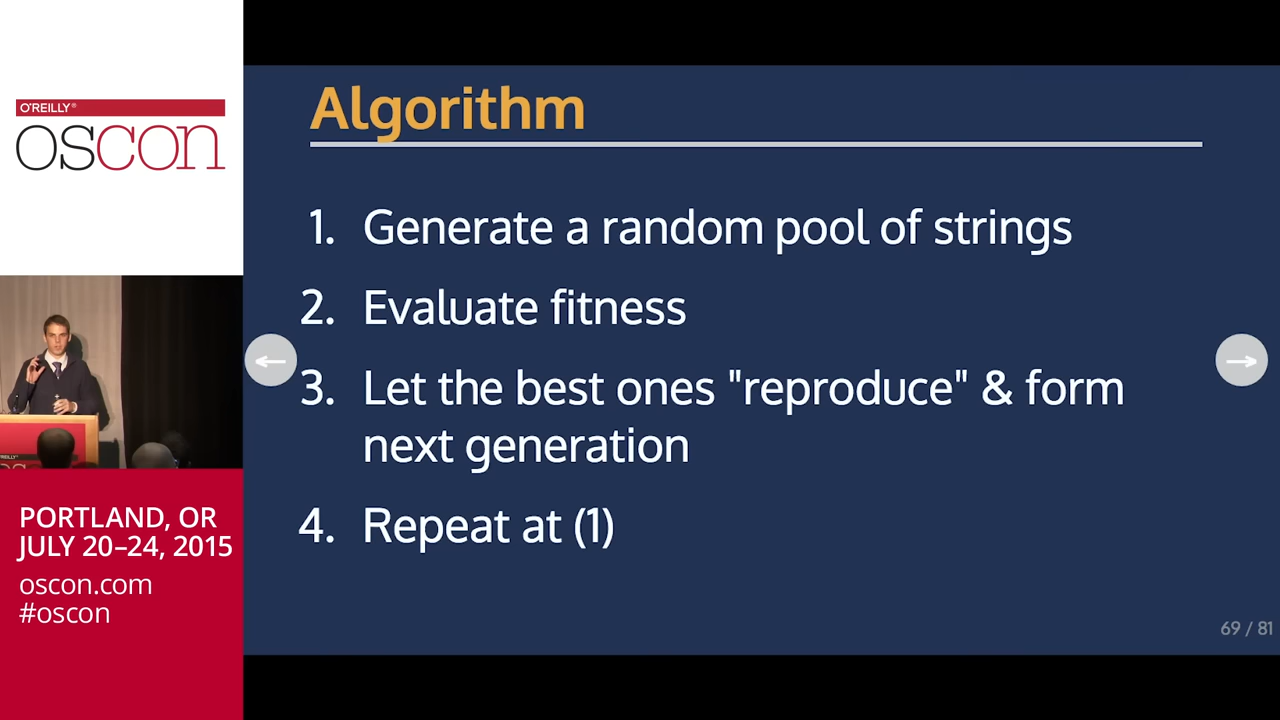 O'REILLY®
oscon
PORTLAND, OR
JULY 20–24, 2015
oscon.com
#oscon
Algorithm
1. Generate a random pool of strings
2. Evaluate fitness
3. Let the best ones "reproduce" & form
next generation
4. Repeat at (1)
69 / 81